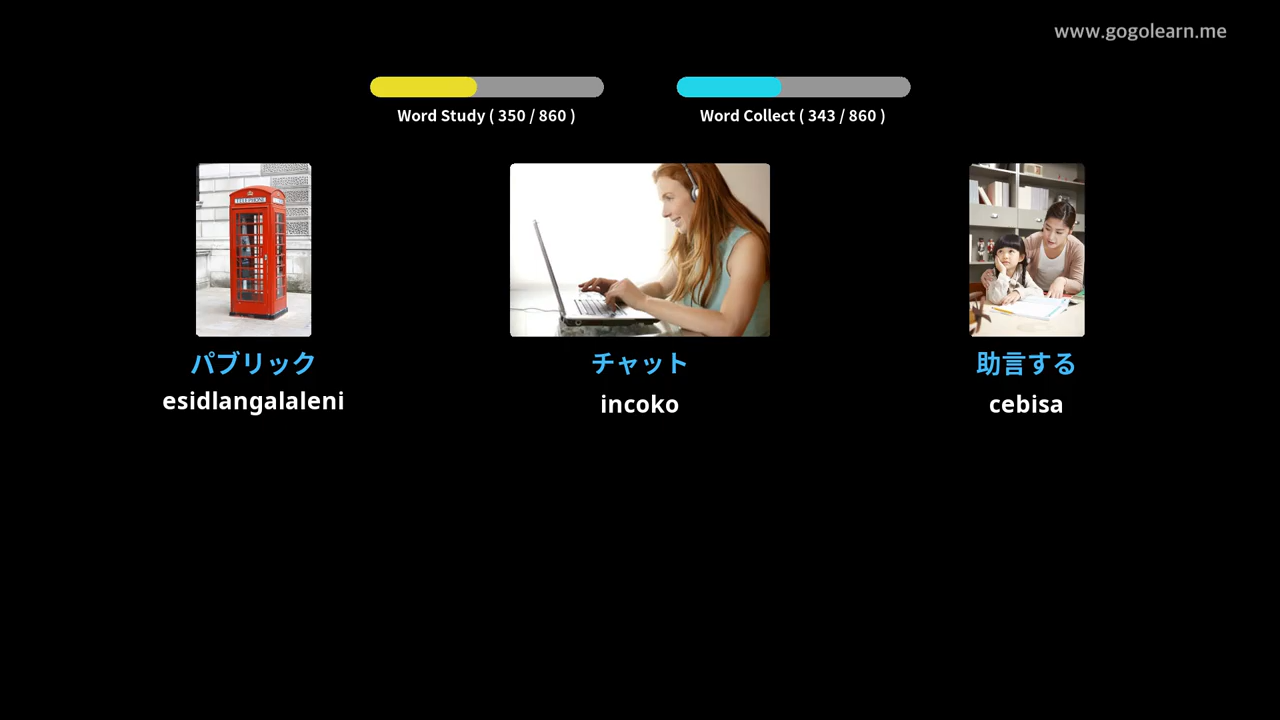 www.gogolearn.me
Word Study ( 350 / 860 )
Word Collect ( 343 / 860 )
TELEPHONE
パブリック
チャット
助言する
esidlangalaleni
incoko
cebisa